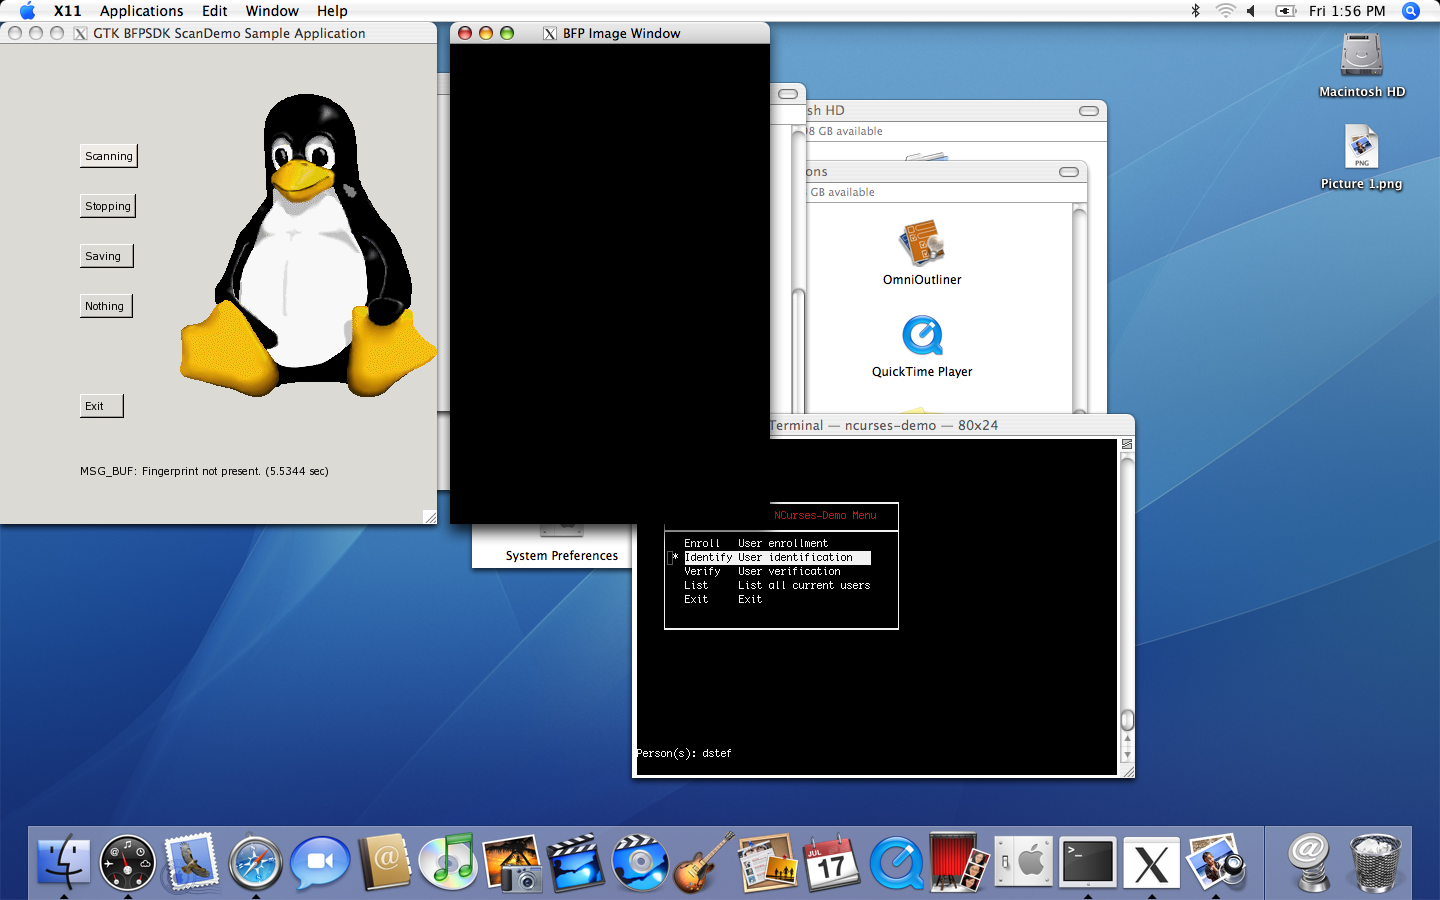 X11 Applications Edit Window Help Fri 1:56 PM
GTK BFPSDK ScanDemo Sample Application
Scanning
Stopping
Saving
Nothing
Exit
MSG_BUF: Fingerprint not present. (5.5344 sec)
BFP Image Window
sh HD
GB available
ons
GB available
OmniOutliner
QuickTime Player
System Preferences
Terminal — ncurses-demo — 80x24
NCurses-Demo Menu
Enroll User enrollment
* Identify User identification
Verify User verification
List List all current users
Exit Exit
Person(s): dstef
Macintosh HD
PNG
Picture 1.png
JUL
17